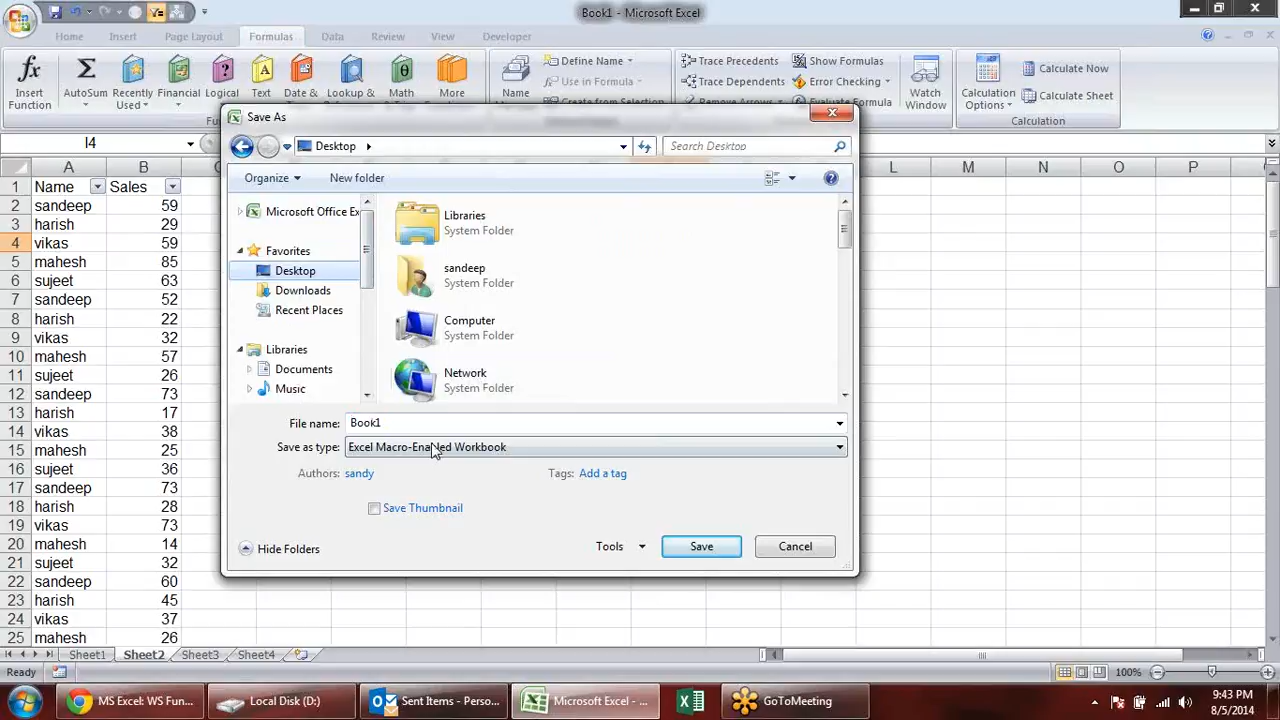 Book1 - Microsoft Excel
Home Insert Page Layout Formulas Data Review View Developer
fx Σ θ
Insert Function
AutoSum
Recently Used
Financial
Logical
Text
Date &
Lookup &
Math
More
Name
Define Name
Use in Formula
Create from Selection
Trace Precedents
Trace Dependents
Remove Arrows
Show Formulas
Error Checking
Evaluate Formula
Watch Window
Calculation Options
Calculate Now
Calculate Sheet
Calculation
I4
Save As
Desktop
Search Desktop
Organize New folder
Microsoft Office Ex
Favorites
Desktop
Downloads
Recent Places
Libraries
Documents
Music
Libraries
System Folder
sandeep
System Folder
Computer
System Folder
Network
System Folder
File name: Book1
Save as type: Excel Macro-Enabled Workbook
Authors: sandy Tags: Add a tag
Save Thumbnail
Hide Folders Tools Save Cancel
A B L M N O P
1 Name Sales
2 sandeep 59
3 harish 29
4 vikas 59
5 mahesh 85
6 sujeet 63
7 sandeep 52
8 harish 22
9 vikas 32
10 mahesh 57
11 sujeet 26
12 sandeep 73
13 harish 17
14 vikas 38
15 mahesh 25
16 sujeet 36
17 sandeep 73
18 harish 28
19 vikas 73
20 mahesh 14
21 sujeet 32
22 sandeep 60
23 harish 45
24 vikas 37
25 mahesh 26
Sheet1 Sheet2 Sheet3 Sheet4
Ready 100%
MS Excel: WS Fun... Local Disk (D:) Sent Items - Perso... Microsoft Excel - ... GoToMeeting
9:43 PM
8/5/2014